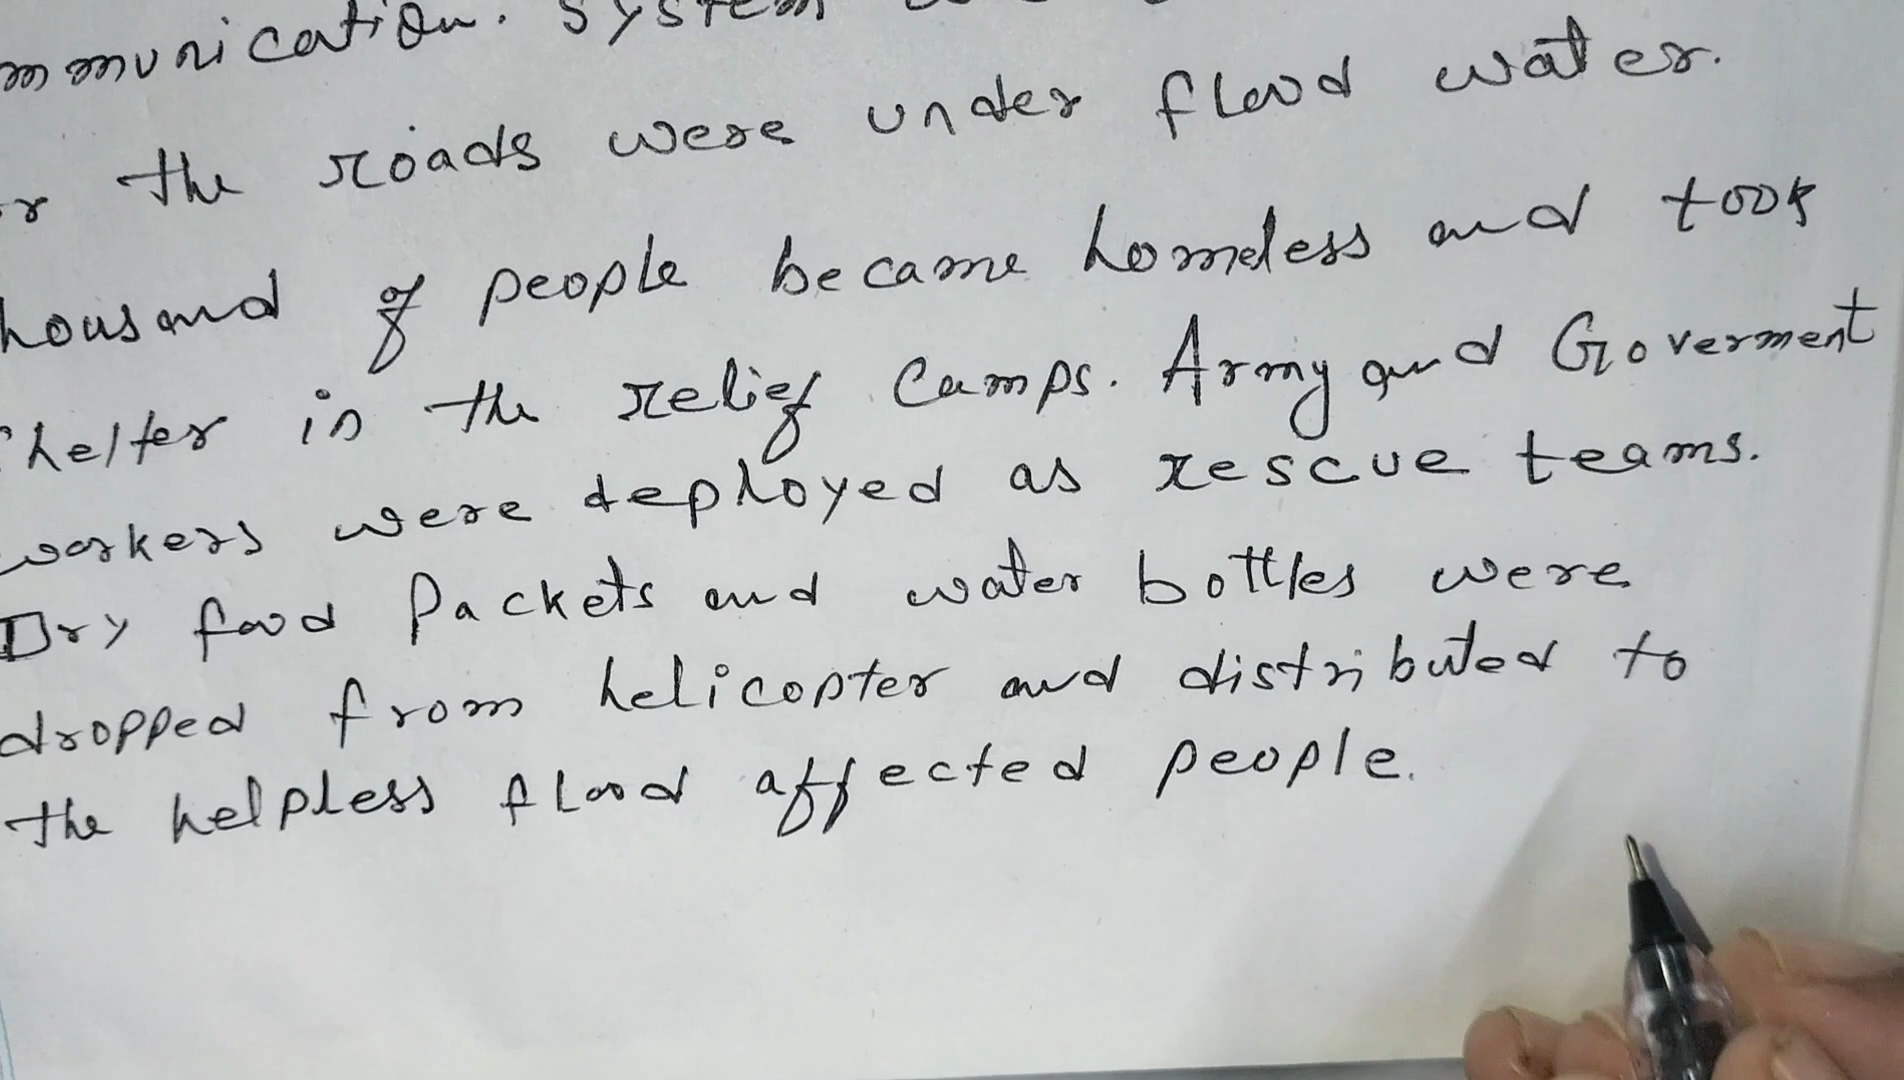 mmunication. System
r the roads were under flood water.
housand of people became homeless and took
helter in the relief Camps. Army and Goverment
workers were deployed as rescue teams.
Dry food Packets and water bottles were
dropped from helicopter and distributed to
the helpless flood affected people.